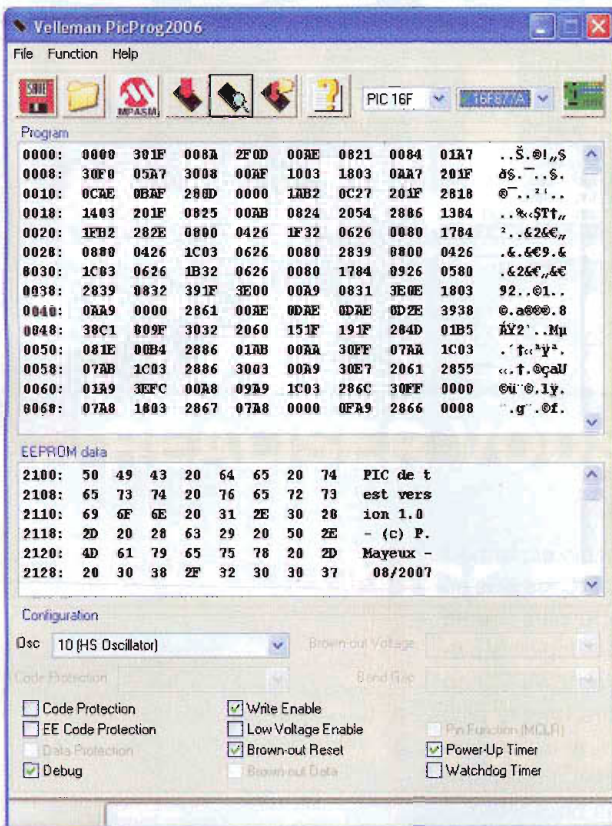 Velleman PicProg2006
File Function Help
SAVE MPASM PIC 16F 16F877A
Program
0000: 0000 301F 008A 2F0D 00AE 0821 0084 01A7 ..Š.®!„§
0008: 30F0 05A7 3008 00AF 1003 1803 0AA7 201F ð§.¯..§.
0010: 0CAE 0BAF 280D 0000 1AB2 0C27 201F 2818
0018: 1403 201F 0825 00AB 0824 2054 2886 1384
0020: 1FB2 282E 0800 0426 1F32 0626 0080 1784
0028: 0880 0426 1C03 0626 0080 2839 0800 0426 .&.&€9.&
0030: 1C03 0626 1B32 0626 0080 1784 0926 0580 .&2&€„&€
0038: 2839 0832 391F 3E00 00A9 0831 3E0E 1803 92..©1..
0040: 0AA9 0000 2861 00AE 0DAE 0DAE 0D2E 3938 ©.a®®®.8
0048: 38C1 809F 3032 2060 151F 191F 284D 01B5
0050: 081E 00B4 2886 01AB 00AA 30FF 07AA 1C03
0058: 07AB 1C03 2886 3003 00A9 30E7 2061 2855 «.†.©çaU
0060: 01A9 3EFC 00A8 09A9 1C03 286C 30FF 0000 ©ü¨©.lÿ.
0068: 07A8 1803 2867 07A8 0000 0FA9 2866 0008 ¨.g¨.©f.
EEPROM data
2100: 50 49 43 20 64 65 20 74 PIC de t
2108: 65 73 74 20 76 65 72 73 est vers
2110: 69 6F 6E 20 31 2E 30 20 ion 1.0
2118: 2D 20 28 63 29 20 50 2E - (c) P.
2120: 4D 61 79 65 75 78 20 2D Mayeux -
2128: 20 30 38 2F 32 30 30 37 08/2007
Configuration
Osc 10 (HS Oscillator) Brown-out Voltage
Code Protection Band Gap
Code Protection Write Enable
EE Code Protection Low Voltage Enable Pin Function (MCLR)
Data Protection Brown-out Reset Power-Up Timer
Debug Brown-out Data Watchdog Timer